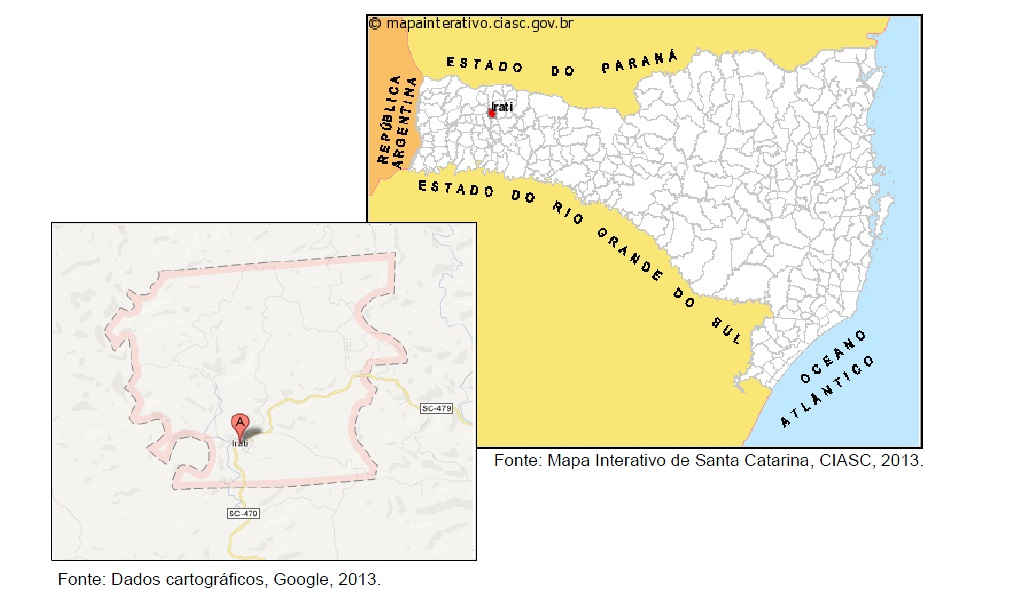 © mapainterativo.ciasc.gov.br
ESTADO DO PARANÁ
REPÚBLICA
ARGENTINA
Irati
ESTADO DO RIO GRANDE DO SUL
OCEANO
ATLANTICO
Fonte: Mapa Interativo de Santa Catarina, CIASC, 2013.
SC-479
A
Irati
SC-479
Fonte: Dados cartográficos, Google, 2013.